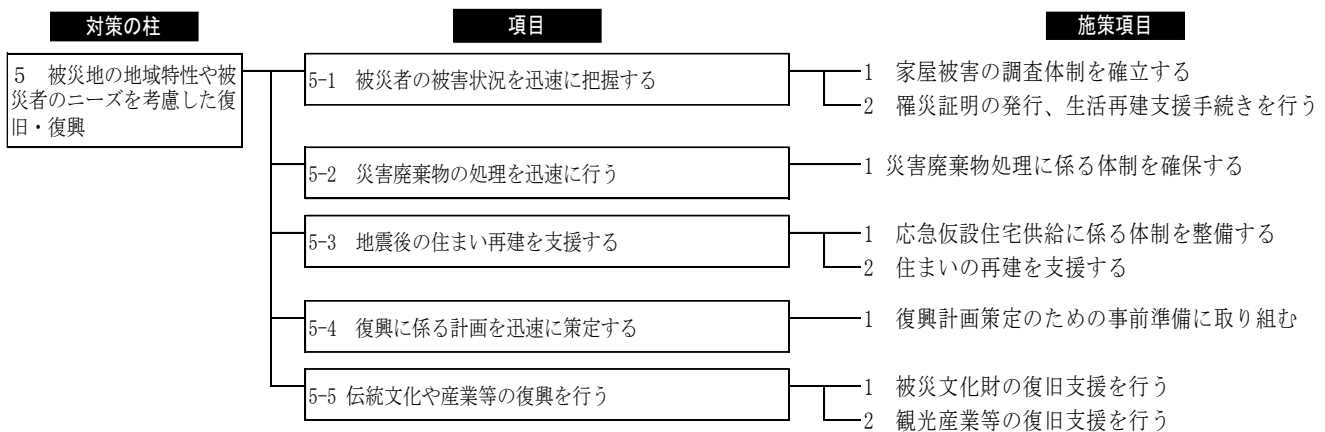 対策の柱
項目
施策項目
5　被災地の地域特性や被
災者のニーズを考慮した復
旧・復興
5-1　被災者の被害状況を迅速に把握する
1　家屋被害の調査体制を確立する
2　罹災証明の発行、生活再建支援手続きを行う
5-2　災害廃棄物の処理を迅速に行う
1 災害廃棄物処理に係る体制を確保する
5-3　地震後の住まい再建を支援する
1　応急仮設住宅供給に係る体制を整備する
2　住まいの再建を支援する
5-4　復興に係る計画を迅速に策定する
1　復興計画策定のための事前準備に取り組む
5-5 伝統文化や産業等の復興を行う
1　被災文化財の復旧支援を行う
2　観光産業等の復旧支援を行う